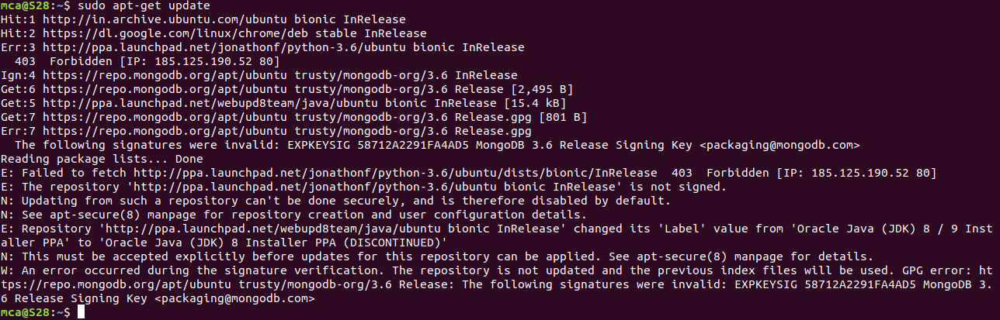 mca@S28:~$ sudo apt-get update
Hit:1 http://in.archive.ubuntu.com/ubuntu bionic InRelease
Hit:2 https://dl.google.com/linux/chrome/deb stable InRelease
Err:3 http://ppa.launchpad.net/jonathonf/python-3.6/ubuntu bionic InRelease
  403  Forbidden [IP: 185.125.190.52 80]
Ign:4 https://repo.mongodb.org/apt/ubuntu trusty/mongodb-org/3.6 InRelease
Get:6 https://repo.mongodb.org/apt/ubuntu trusty/mongodb-org/3.6 Release [2,495 B]
Get:5 http://ppa.launchpad.net/webupd8team/java/ubuntu bionic InRelease [15.4 kB]
Get:7 https://repo.mongodb.org/apt/ubuntu trusty/mongodb-org/3.6 Release.gpg [801 B]
Err:7 https://repo.mongodb.org/apt/ubuntu trusty/mongodb-org/3.6 Release.gpg
  The following signatures were invalid: EXPKEYSIG 58712A2291FA4AD5 MongoDB 3.6 Release Signing Key <packaging@mongodb.com>
Reading package lists... Done
E: Failed to fetch http://ppa.launchpad.net/jonathonf/python-3.6/ubuntu/dists/bionic/InRelease  403  Forbidden [IP: 185.125.190.52 80]
E: The repository 'http://ppa.launchpad.net/jonathonf/python-3.6/ubuntu bionic InRelease' is not signed.
N: Updating from such a repository can't be done securely, and is therefore disabled by default.
N: See apt-secure(8) manpage for repository creation and user configuration details.
E: Repository 'http://ppa.launchpad.net/webupd8team/java/ubuntu bionic InRelease' changed its 'Label' value from 'Oracle Java (JDK) 8 / 9 Inst
aller PPA' to 'Oracle Java (JDK) 8 Installer PPA (DISCONTINUED)'
N: This must be accepted explicitly before updates for this repository can be applied. See apt-secure(8) manpage for details.
W: An error occurred during the signature verification. The repository is not updated and the previous index files will be used. GPG error: ht
tps://repo.mongodb.org/apt/ubuntu trusty/mongodb-org/3.6 Release: The following signatures were invalid: EXPKEYSIG 58712A2291FA4AD5 MongoDB 3.
6 Release Signing Key <packaging@mongodb.com>
mca@S28:~$